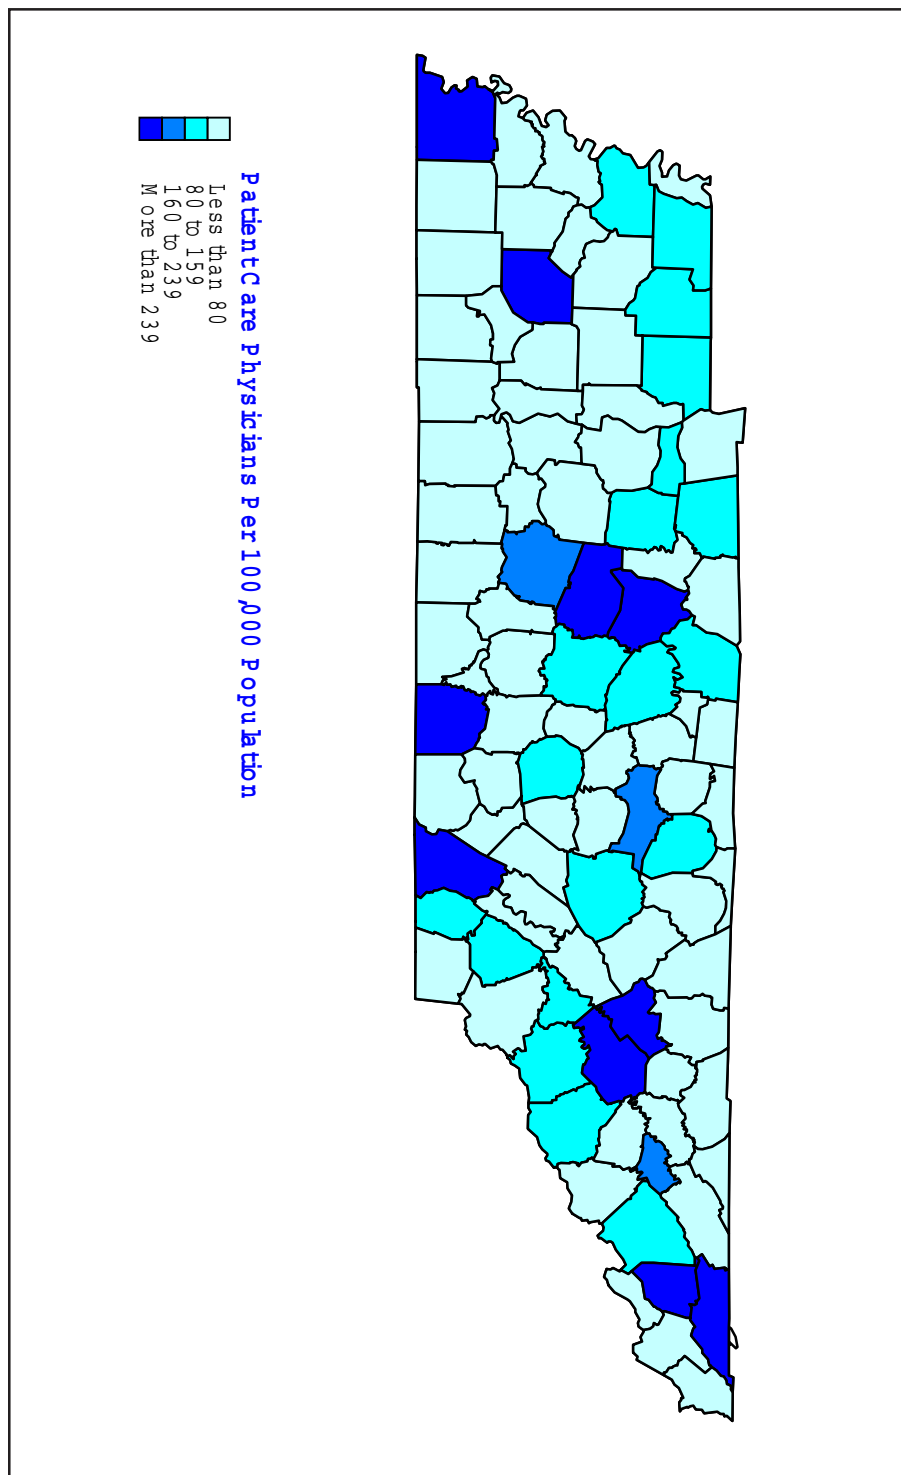 Patient Care Physicians Per 100,000 Population
Less than 80
80 to 159
160 to 239
More than 239